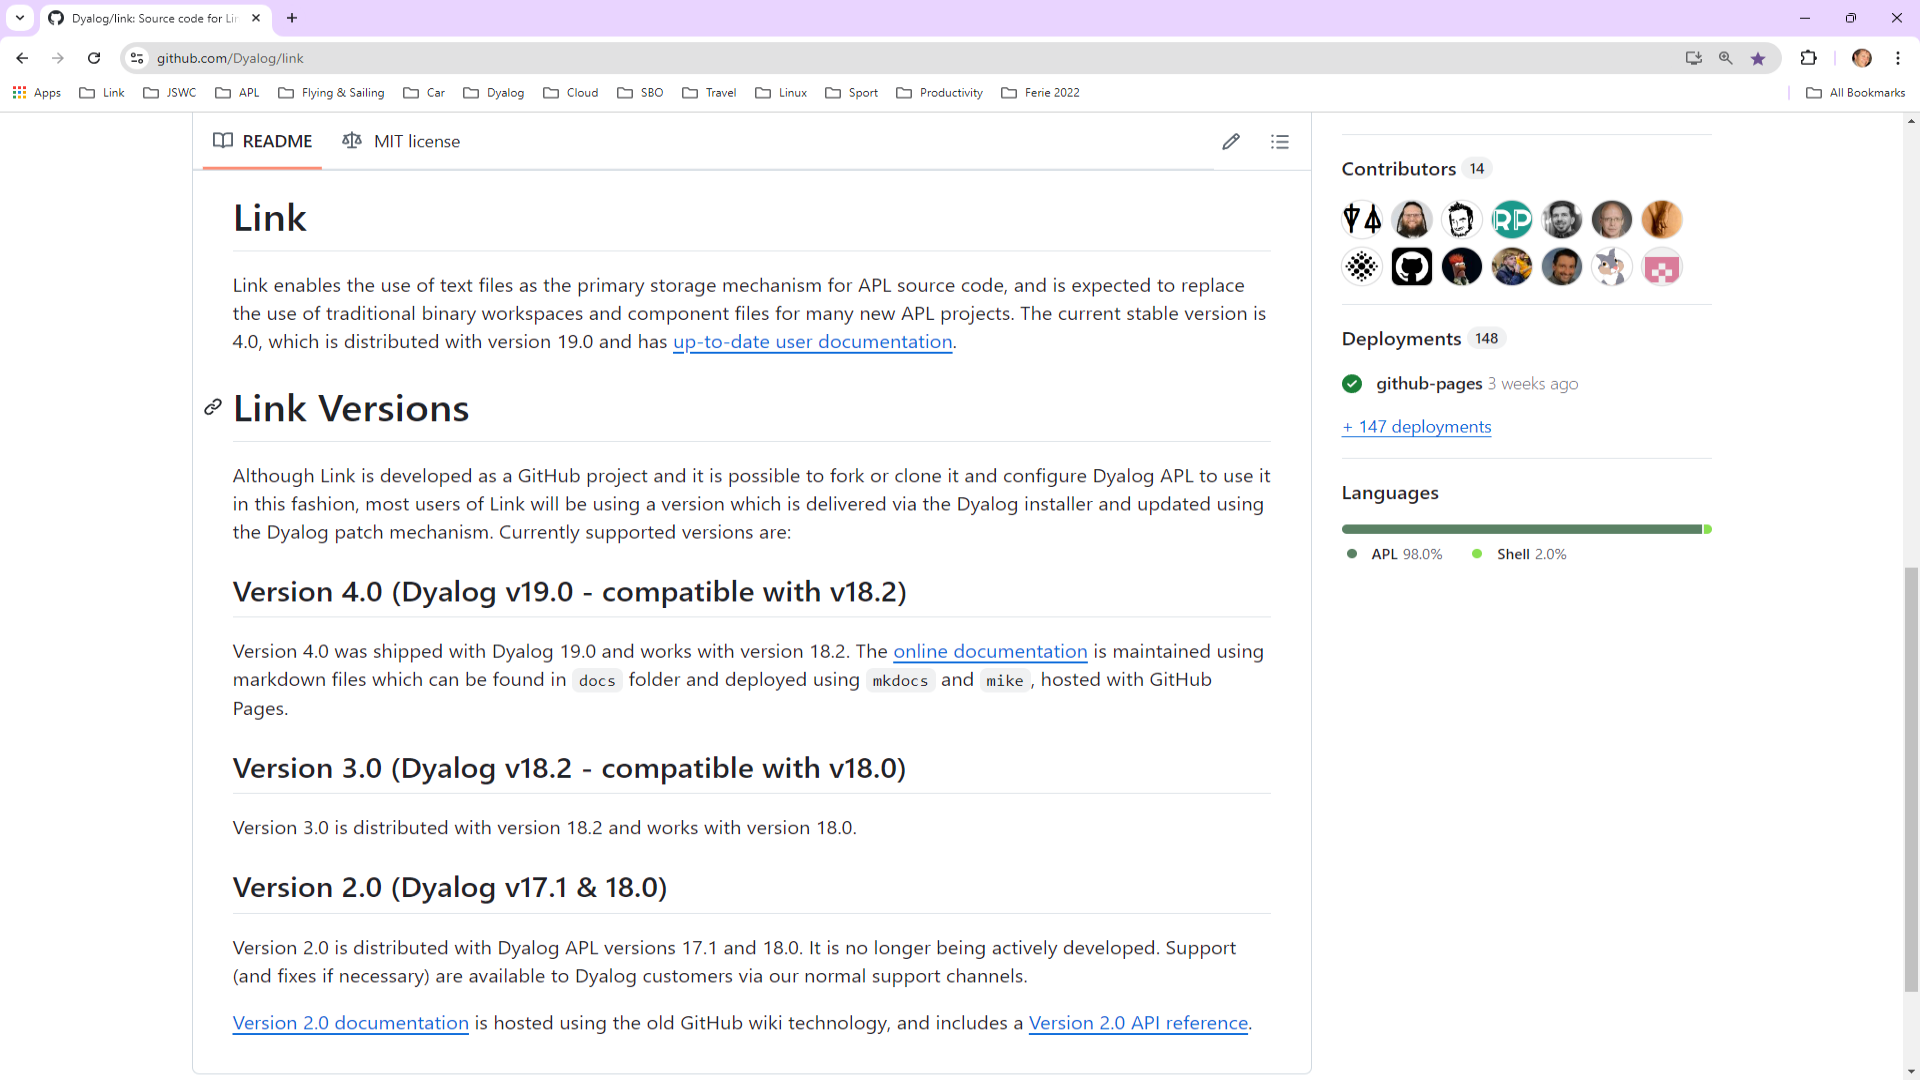 Dyalog/link: Source code for Lin
github.com/Dyalog/link
Apps Link JSWC APL Flying & Sailing Car Dyalog Cloud SBO Travel Linux Sport Productivity Ferie 2022 All Bookmarks
README MIT license
Link
Link enables the use of text files as the primary storage mechanism for APL source code, and is expected to replace
the use of traditional binary workspaces and component files for many new APL projects. The current stable version is
4.0, which is distributed with version 19.0 and has up-to-date user documentation.
Link Versions
Although Link is developed as a GitHub project and it is possible to fork or clone it and configure Dyalog APL to use it
in this fashion, most users of Link will be using a version which is delivered via the Dyalog installer and updated using
the Dyalog patch mechanism. Currently supported versions are:
Version 4.0 (Dyalog v19.0 - compatible with v18.2)
Version 4.0 was shipped with Dyalog 19.0 and works with version 18.2. The online documentation is maintained using
markdown files which can be found in docs folder and deployed using mkdocs and mike, hosted with GitHub
Pages.
Version 3.0 (Dyalog v18.2 - compatible with v18.0)
Version 3.0 is distributed with version 18.2 and works with version 18.0.
Version 2.0 (Dyalog v17.1 & 18.0)
Version 2.0 is distributed with Dyalog APL versions 17.1 and 18.0. It is no longer being actively developed. Support
(and fixes if necessary) are available to Dyalog customers via our normal support channels.
Version 2.0 documentation is hosted using the old GitHub wiki technology, and includes a Version 2.0 API reference.
Contributors 14
RP
Deployments 148
github-pages 3 weeks ago
+ 147 deployments
Languages
APL 98.0% Shell 2.0%